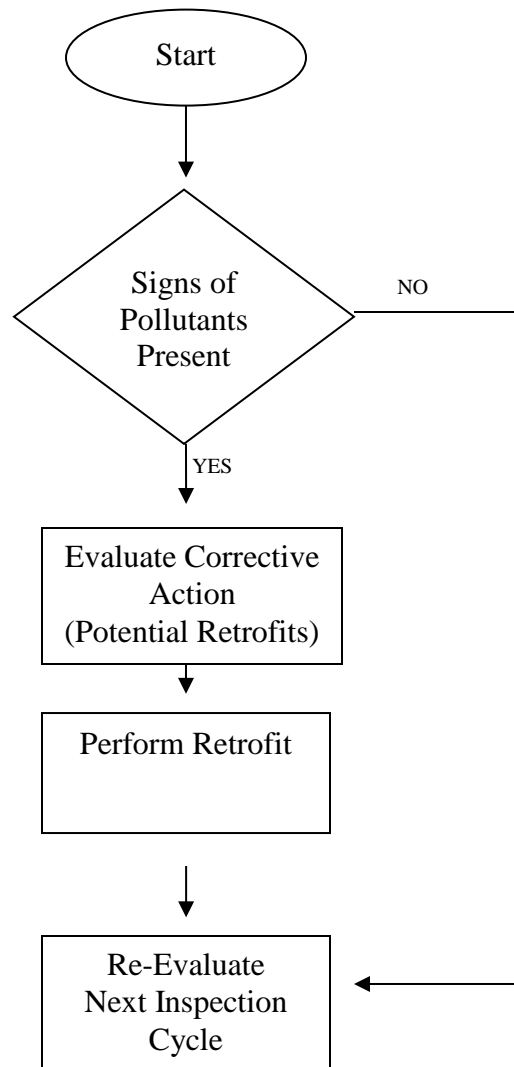 Start
Signs of
Pollutants
Present
NO
YES
Evaluate Corrective
Action
(Potential Retrofits)
Perform Retrofit
Re-Evaluate
Next Inspection
Cycle